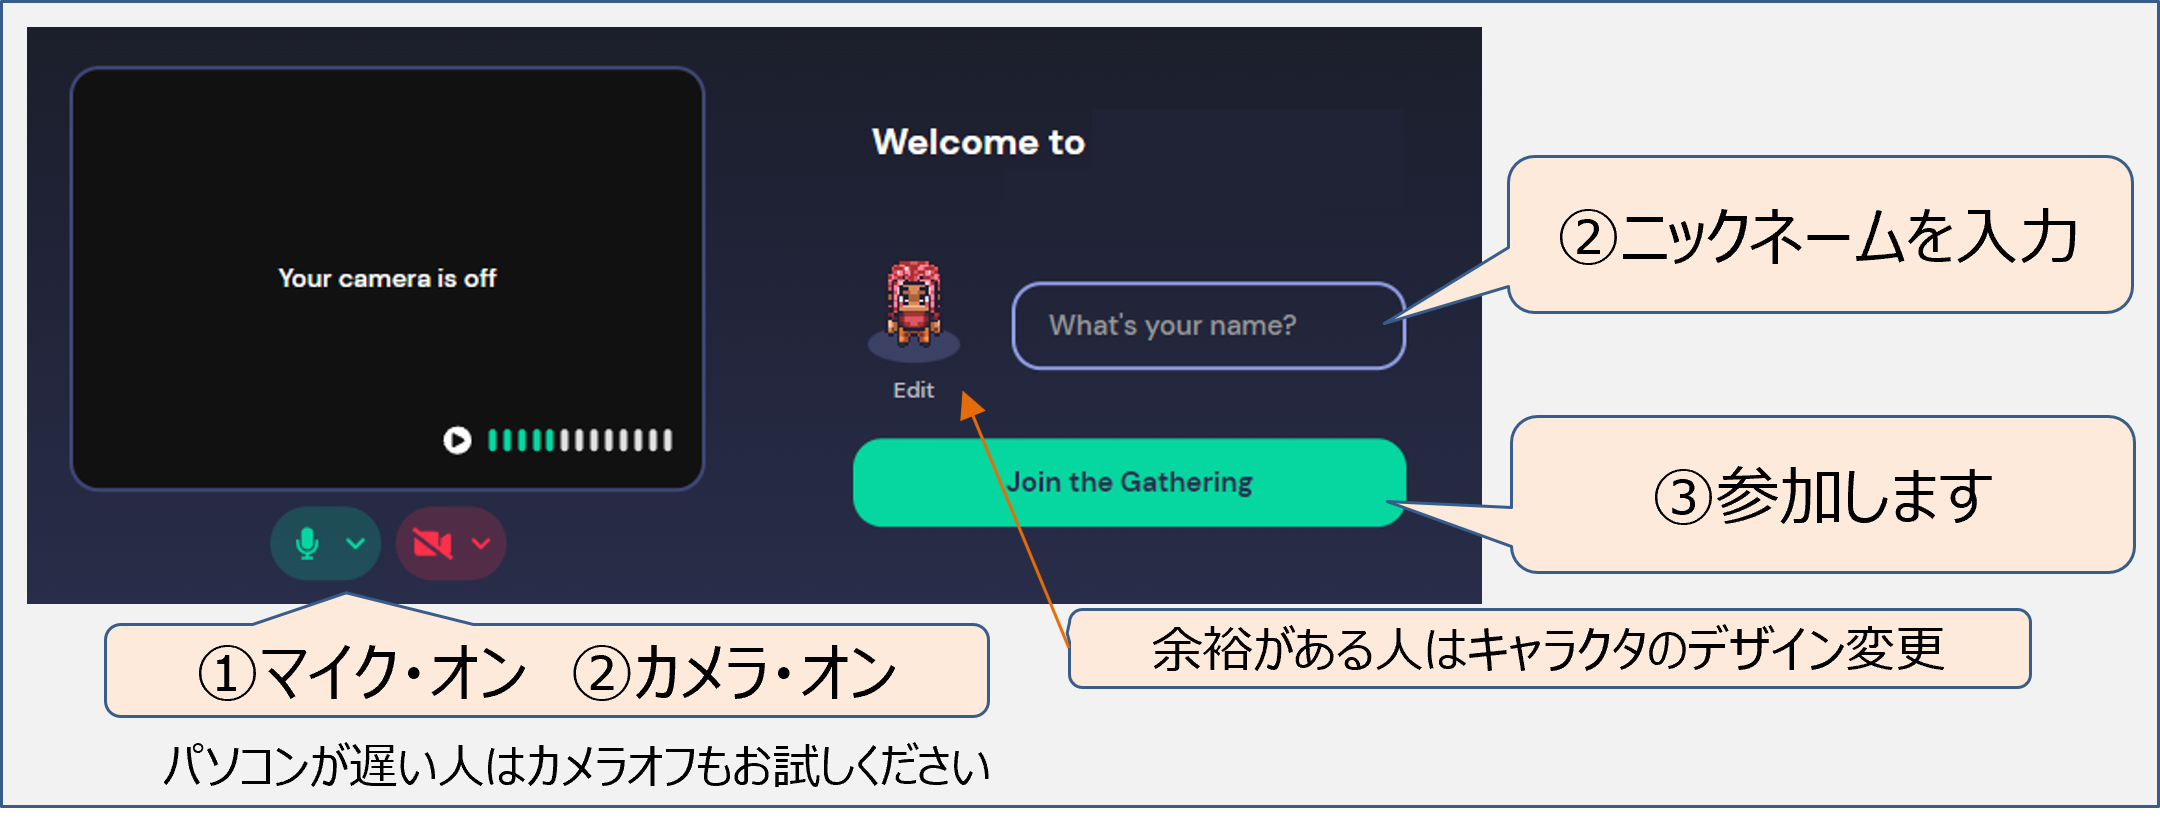 Welcome to
Your camera is off
What's your name?
Edit
Join the Gathering
②ニックネームを入力
③参加します
①マイク・オン　②カメラ・オン
余裕がある人はキャラクタのデザイン変更
パソコンが遅い人はカメラオフもお試しください